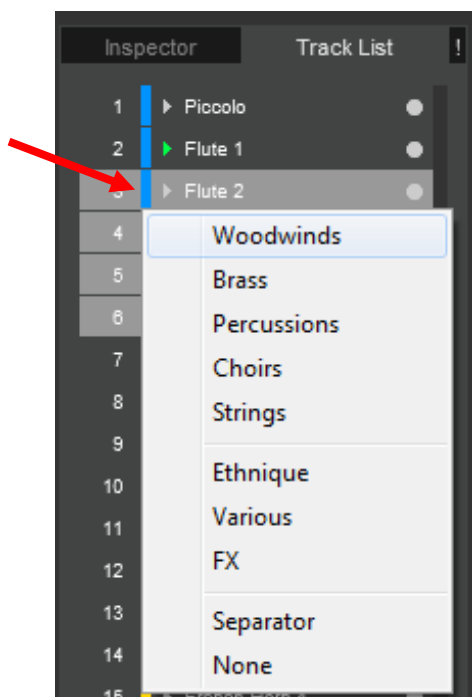 Inspector Track List !
1 Piccolo
2 Flute 1
3 Flute 2
4
Woodwinds
5
Brass
6
Percussions
7
Choirs
8
Strings
9
10
Ethnique
11
Various
12
FX
13
Separator
14
None
15